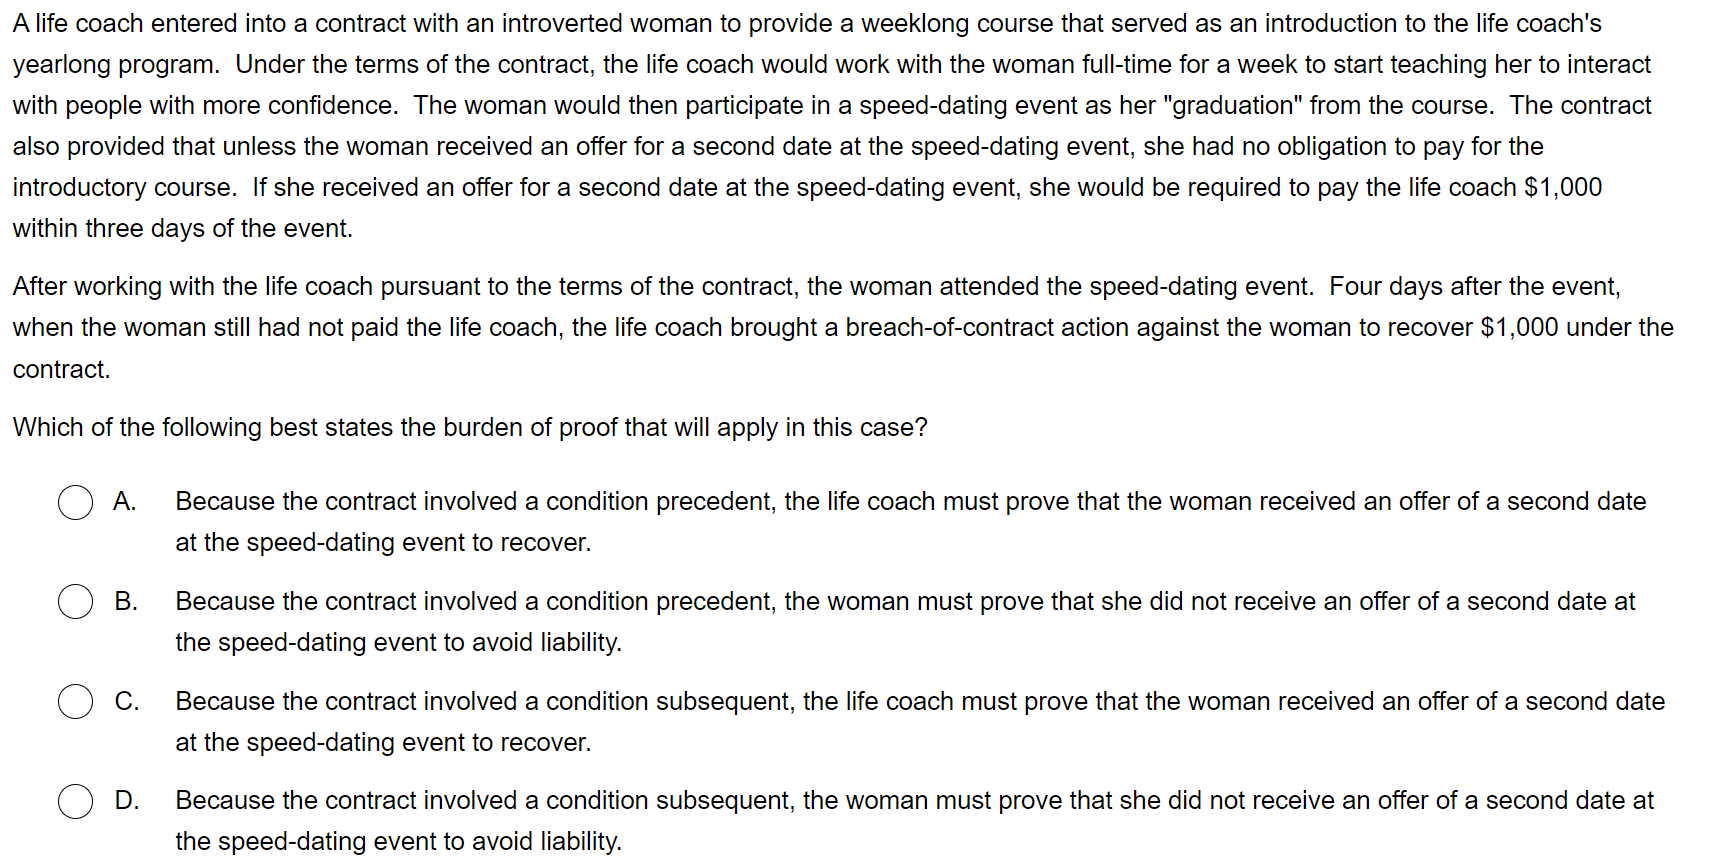 A life coach entered into a contract with an introverted woman to provide a weeklong course that served as an introduction to the life coach's
yearlong program.  Under the terms of the contract, the life coach would work with the woman full-time for a week to start teaching her to interact
with people with more confidence.  The woman would then participate in a speed-dating event as her "graduation" from the course.  The contract
also provided that unless the woman received an offer for a second date at the speed-dating event, she had no obligation to pay for the
introductory course.  If she received an offer for a second date at the speed-dating event, she would be required to pay the life coach $1,000
within three days of the event.
After working with the life coach pursuant to the terms of the contract, the woman attended the speed-dating event.  Four days after the event,
when the woman still had not paid the life coach, the life coach brought a breach-of-contract action against the woman to recover $1,000 under the
contract.
Which of the following best states the burden of proof that will apply in this case?
A. Because the contract involved a condition precedent, the life coach must prove that the woman received an offer of a second date
at the speed-dating event to recover.
B. Because the contract involved a condition precedent, the woman must prove that she did not receive an offer of a second date at
the speed-dating event to avoid liability.
C. Because the contract involved a condition subsequent, the life coach must prove that the woman received an offer of a second date
at the speed-dating event to recover.
D. Because the contract involved a condition subsequent, the woman must prove that she did not receive an offer of a second date at
the speed-dating event to avoid liability.